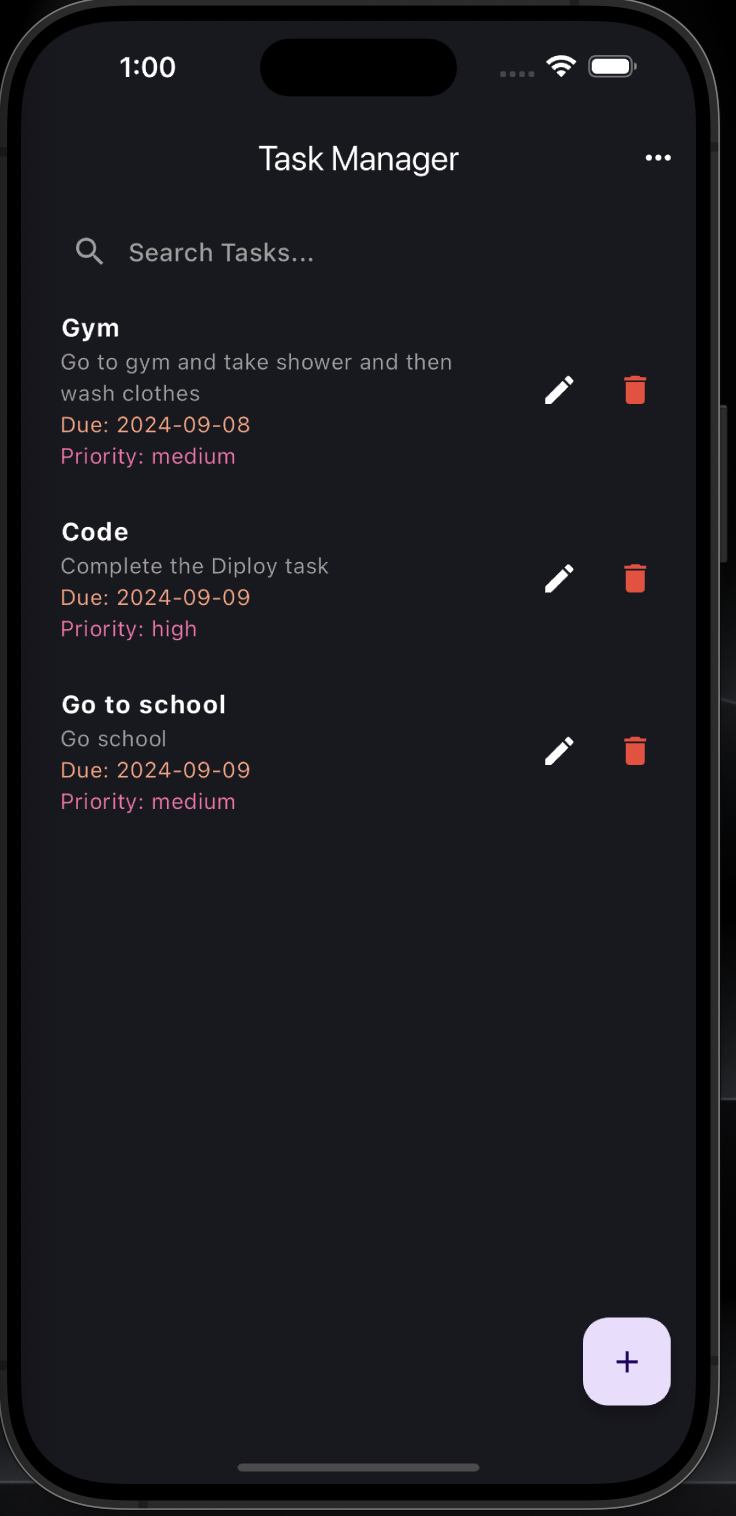 1:00
Task Manager
Search Tasks...
Gym
Go to gym and take shower and then
wash clothes
Due: 2024-09-08
Priority: medium
Code
Complete the Diploy task
Due: 2024-09-09
Priority: high
Go to school
Go school
Due: 2024-09-09
Priority: medium